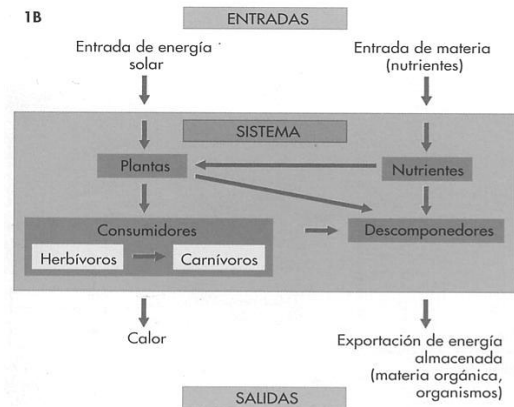 1B
ENTRADAS
Entrada de energía
solar
Entrada de materia
(nutrientes)
SISTEMA
Plantas
Nutrientes
Consumidores
Herbívoros
Carnívoros
Descomponedores
Calor
Exportación de energía
almacenada
(materia orgánica,
organismos)
SALIDAS